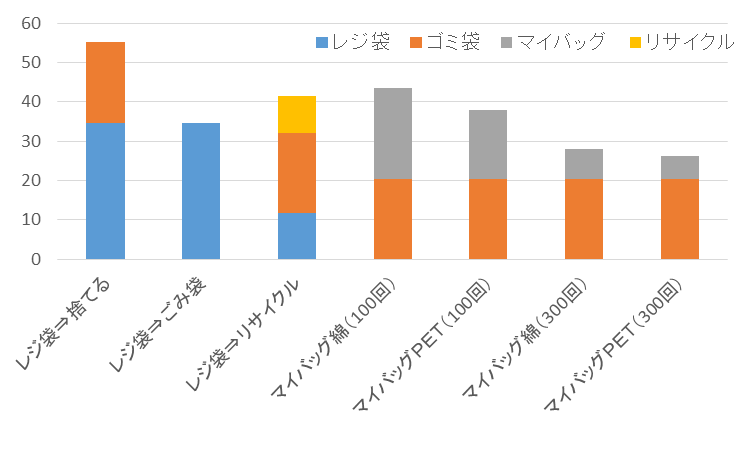 60
レジ袋 ゴミ袋 マイバッグ リサイクル
50
40
30
20
10
0
レジ袋⇒捨てる
レジ袋⇒ごみ袋
レジ袋⇒リサイクル
マイバッグ綿(100回)
マイバッグPET(100回)
マイバッグ綿(300回)
マイバッグPET(300回)